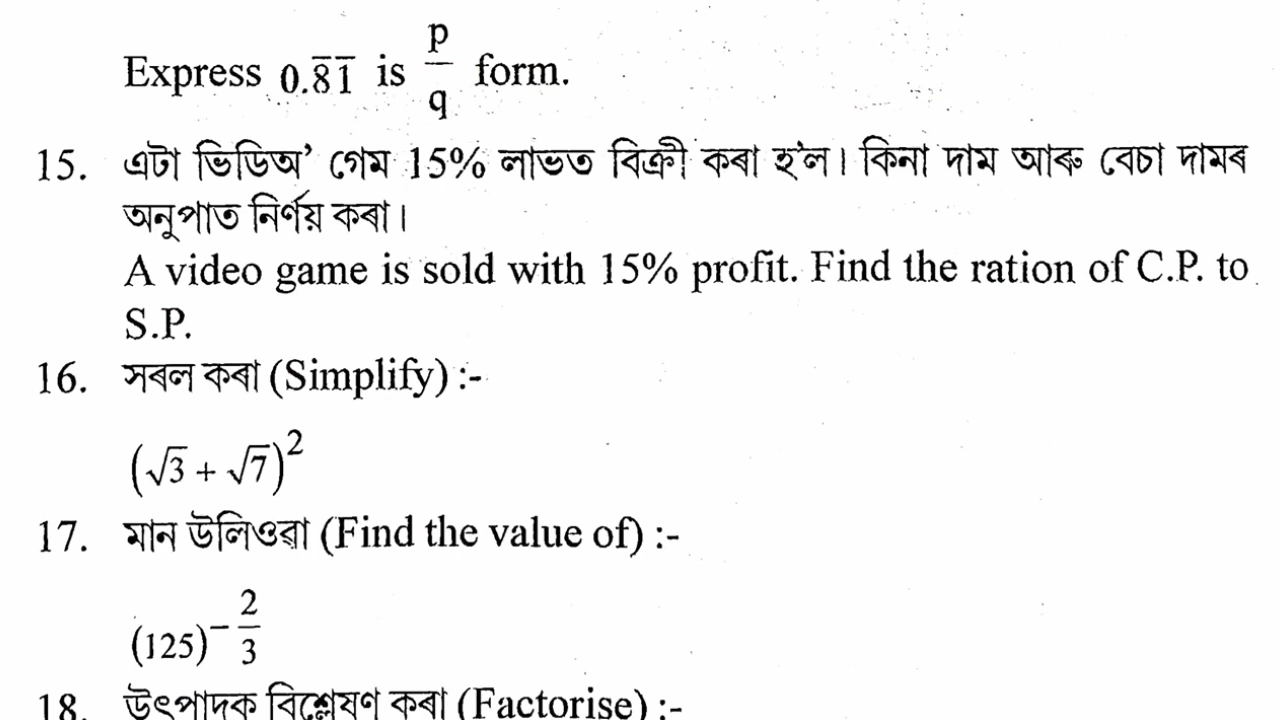 Express 0.8̅1̅ is p/q form.
15. এটা ভিডিঅ’ গেম 15% লাভত বিক্ৰী কৰা হ’ল। কিনা দাম আৰু বেচা দামৰ
অনুপাত নিৰ্ণয় কৰা।
A video game is sold with 15% profit. Find the ration of C.P. to
S.P.
16. সৰল কৰা (Simplify) :-
(√3 + √7)²
17. মান উলিওৱা (Find the value of) :-
(125)^(-2/3)
18. উৎপাদক বিশ্লেষণ কৰা (Factorise) :-